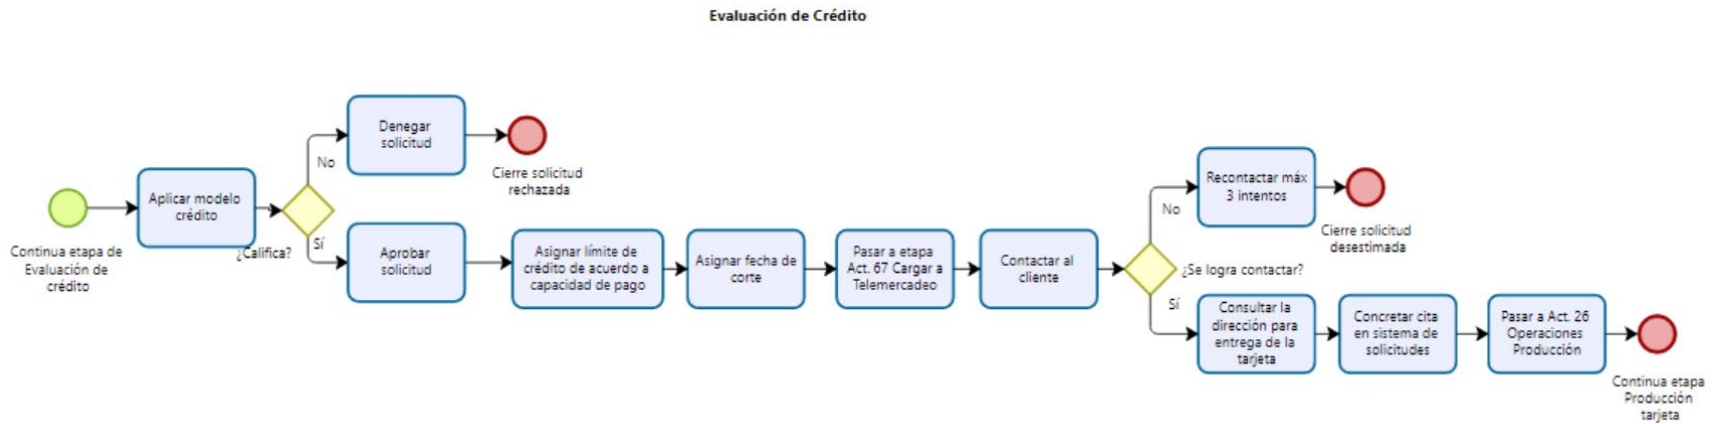 Evaluación de Crédito
Continua etapa de
Evaluación de
crédito
Aplicar modelo
crédito
¿Califica?
No
Denegar
solicitud
Cierre solicitud
rechazada
Sí
Aprobar
solicitud
Asignar límite de
crédito de acuerdo a
capacidad de pago
Asignar fecha de
corte
Pasar a etapa
Act. 67 Cargar a
Telemercadeo
Contactar al
cliente
¿Se logra contactar?
No
Recontactar máx
3 intentos
Cierre solicitud
desestimada
Sí
Consultar la
dirección para
entrega de la
tarjeta
Concretar cita
en sistema de
solicitudes
Pasar a Act. 26
Operaciones
Producción
Continua etapa
Producción
tarjeta